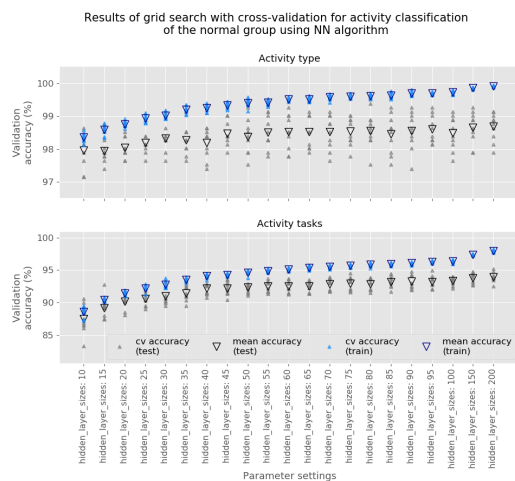 Results of grid search with cross-validation for activity classification
of the normal group using NN algorithm
Activity type
Validation
accuracy (%)
100
99
98
97
Activity tasks
Validation
accuracy (%)
100
95
90
85
cv accuracy
(test)
mean accuracy
(test)
cv accuracy
(train)
mean accuracy
(train)
hidden_layer_sizes: 10
hidden_layer_sizes: 15
hidden_layer_sizes: 20
hidden_layer_sizes: 25
hidden_layer_sizes: 30
hidden_layer_sizes: 35
hidden_layer_sizes: 40
hidden_layer_sizes: 45
hidden_layer_sizes: 50
hidden_layer_sizes: 55
hidden_layer_sizes: 60
hidden_layer_sizes: 65
hidden_layer_sizes: 70
hidden_layer_sizes: 75
hidden_layer_sizes: 80
hidden_layer_sizes: 85
hidden_layer_sizes: 90
hidden_layer_sizes: 95
hidden_layer_sizes: 100
hidden_layer_sizes: 150
hidden_layer_sizes: 200
Parameter settings